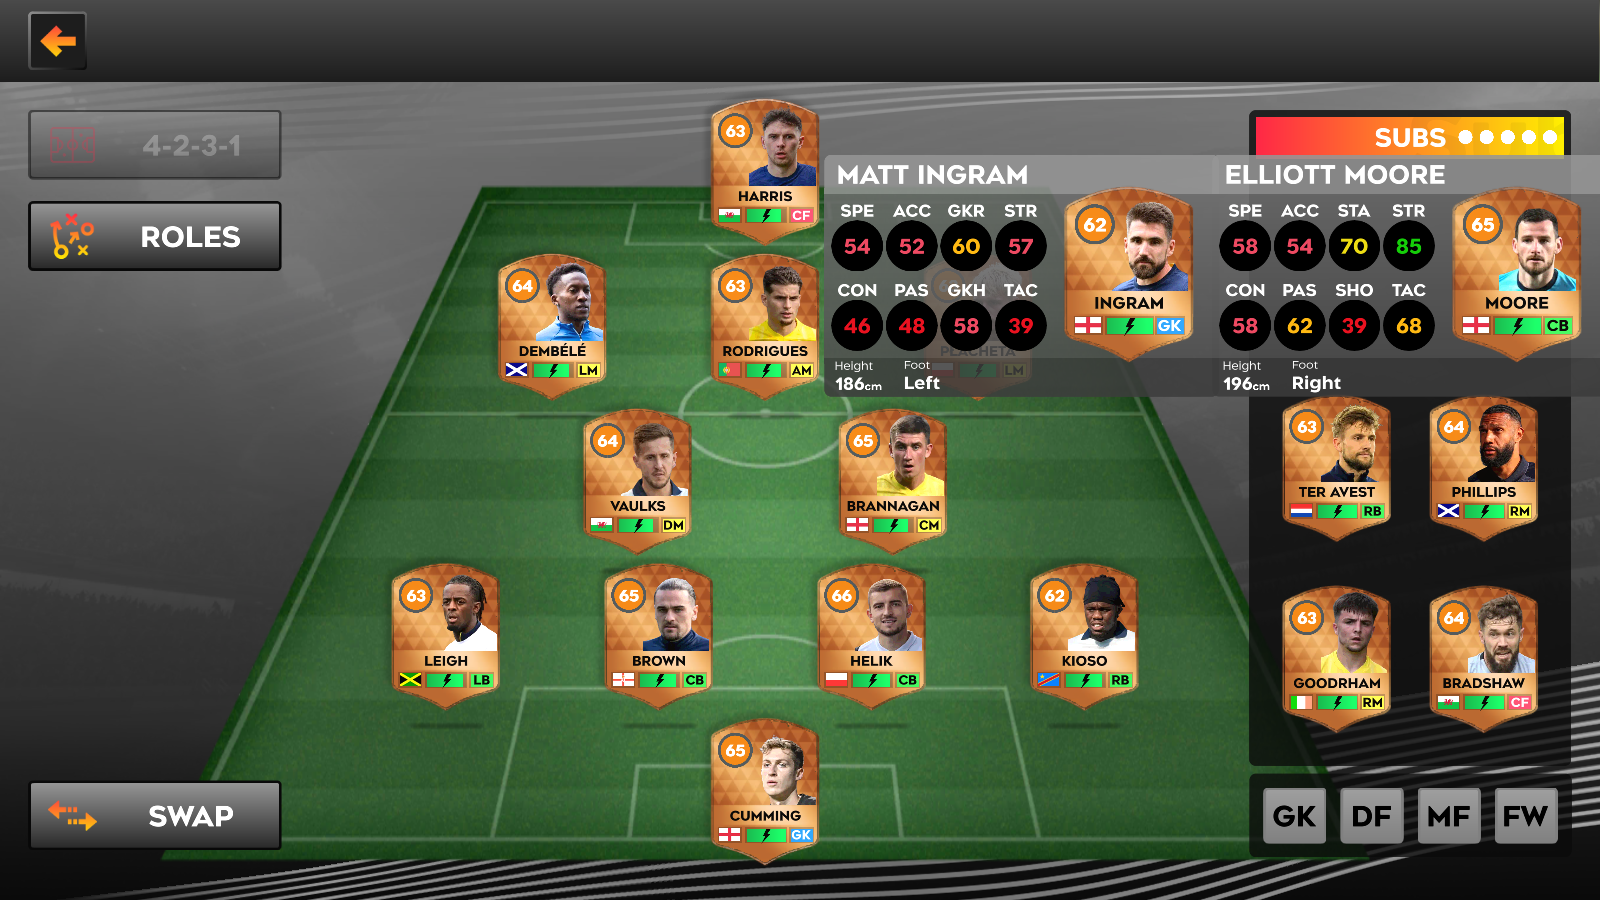 4-2-3-1
ROLES
SWAP
63
HARRIS
CF
64
DEMBÉLÉ
LM
63
RODRIGUES
AM
PLACHETA
LM
64
VAULKS
DM
65
BRANNAGAN
CM
63
LEIGH
LB
65
BROWN
CB
66
HELIK
CB
62
KIOSO
RB
65
CUMMING
GK
SUBS
MATT INGRAM
SPE ACC GKR STR
54 52 60 57
CON PAS GKH TAC
46 48 58 39
Height Foot
186cm Left
62
INGRAM
GK
ELLIOTT MOORE
SPE ACC STA STR
58 54 70 85
CON PAS SHO TAC
58 62 39 68
Height Foot
196cm Right
65
MOORE
CB
63
TER AVEST
RB
64
PHILLIPS
RM
63
GOODRHAM
RM
64
BRADSHAW
CF
GK DF MF FW